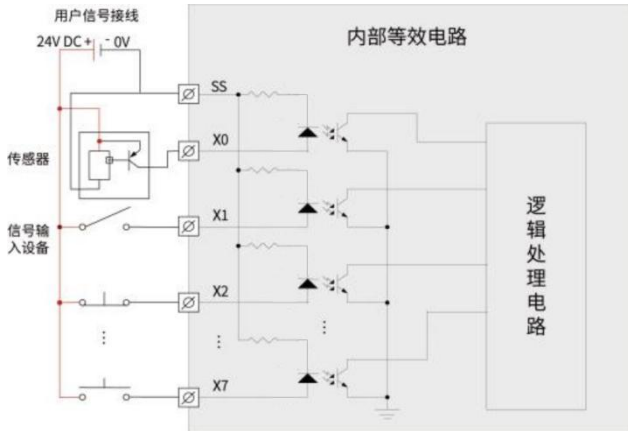 用户信号接线
24V DC + - 0V
内部等效电路
SS
X0
传感器
X1
信号输
入设备
X2
X7
逻辑处理电路